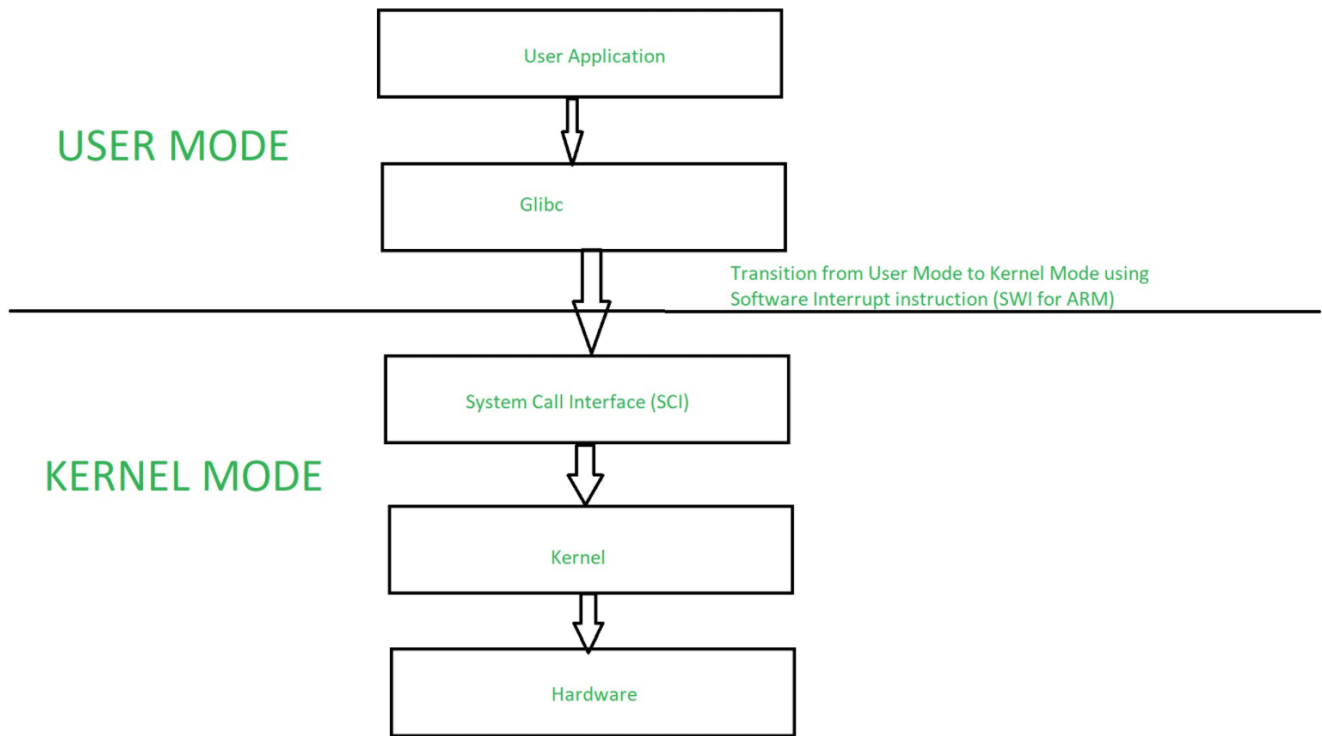 User Application
USER MODE
Glibc
Transition from User Mode to Kernel Mode using
Software Interrupt instruction (SWI for ARM)
System Call Interface (SCI)
KERNEL MODE
Kernel
Hardware